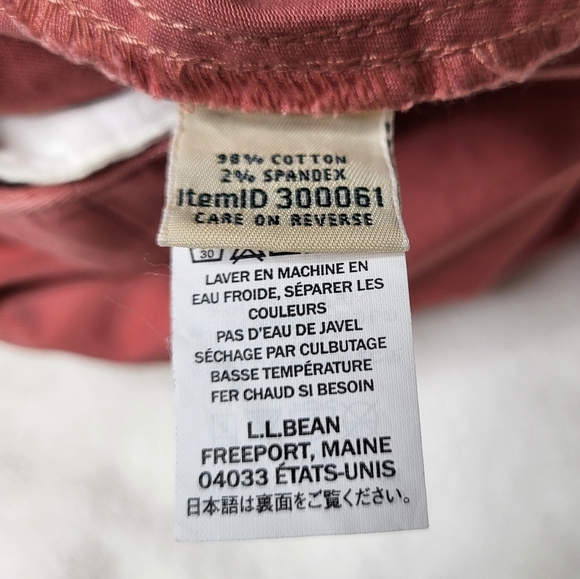 98% COTTON
2% SPANDEX
ItemID 300061
CARE ON REVERSE
30
LAVER EN MACHINE EN
EAU FROIDE, SÉPARER LES
COULEURS
PAS D'EAU DE JAVEL
SÉCHAGE PAR CULBUTAGE
BASSE TEMPÉRATURE
FER CHAUD SI BESOIN
L.L.BEAN
FREEPORT, MAINE
04033 ÉTATS-UNIS
日本語は裏面をご覧ください。